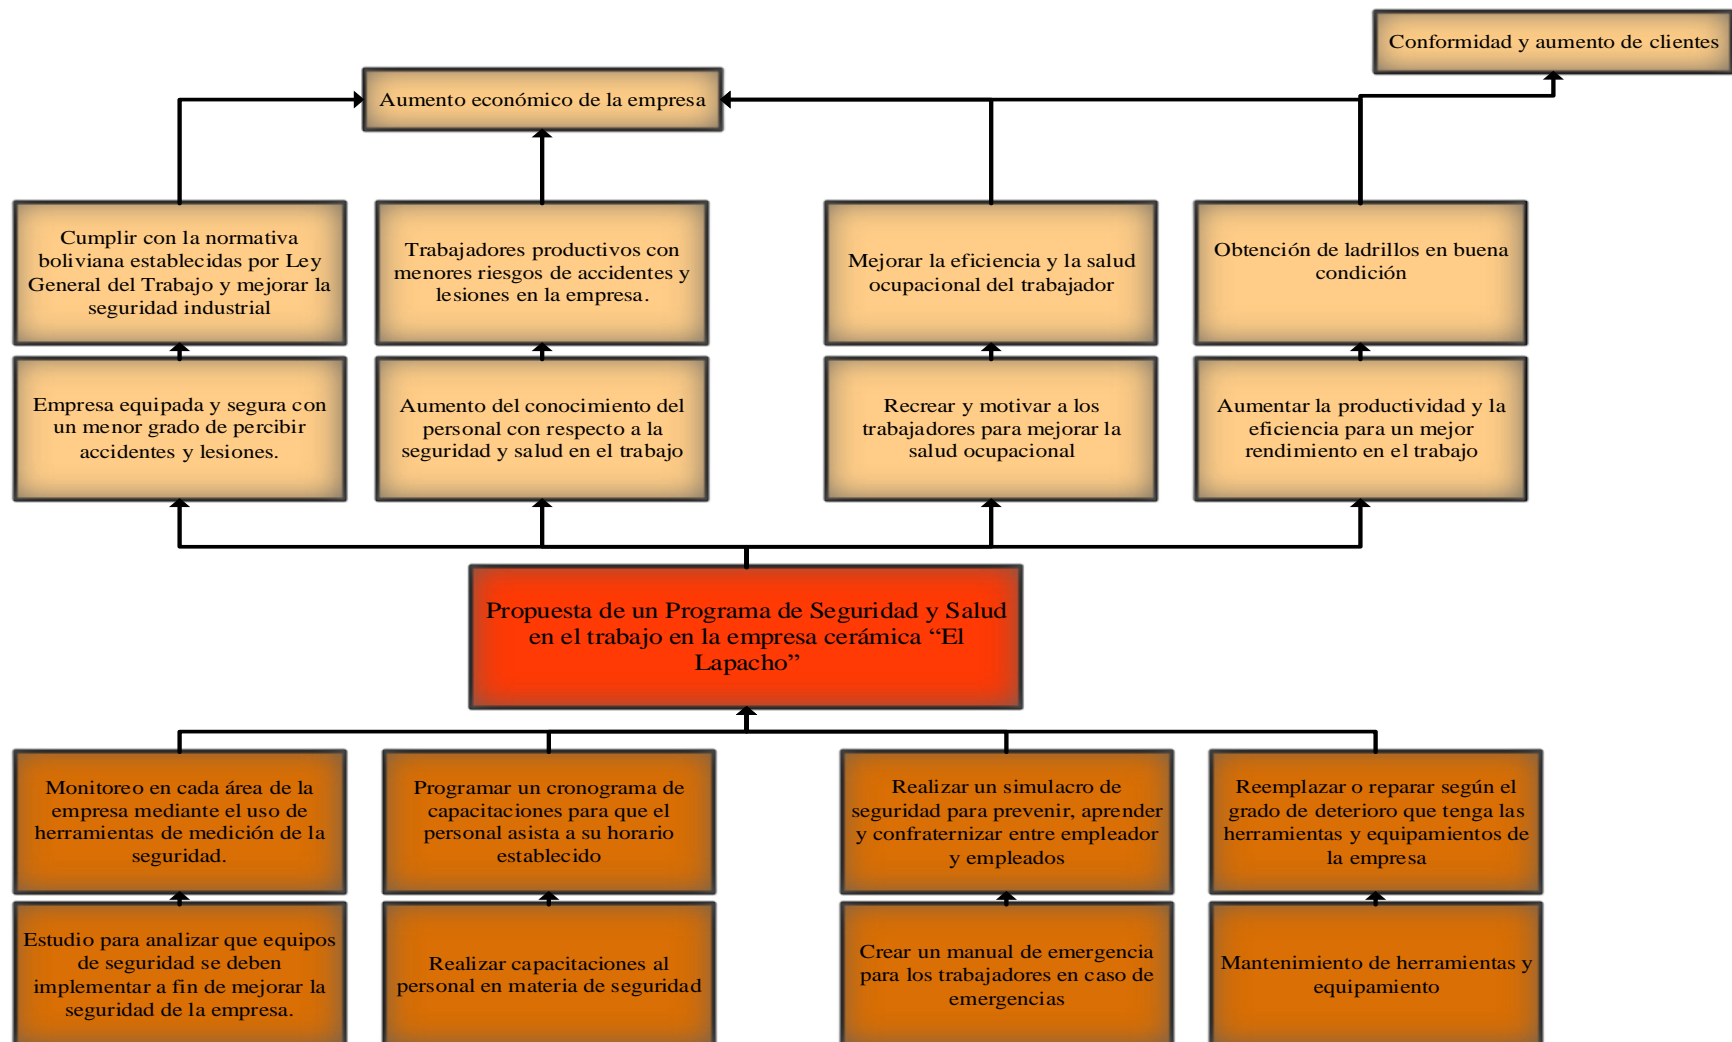 Conformidad y aumento de clientes
Aumento económico de la empresa
Cumplir con la normativa
boliviana establecidas por Ley
General del Trabajo y mejorar la
seguridad industrial
Trabajadores productivos con
menores riesgos de accidentes y
lesiones en la empresa.
Mejorar la eficiencia y la salud
ocupacional del trabajador
Obtención de ladrillos en buena
condición
Empresa equipada y segura con
un menor grado de percibir
accidentes y lesiones.
Aumento del conocimiento del
personal con respecto a la
seguridad y salud en el trabajo
Recrear y motivar a los
trabajadores para mejorar la
salud ocupacional
Aumentar la productividad y la
eficiencia para un mejor
rendimiento en el trabajo
Propuesta de un Programa de Seguridad y Salud
en el trabajo en la empresa cerámica “El
Lapacho”
Monitoreo en cada área de la
empresa mediante el uso de
herramientas de medición de la
seguridad.
Programar un cronograma de
capacitaciones para que el
personal asista a su horario
establecido
Realizar un simulacro de
seguridad para prevenir, aprender
y confraternizar entre empleador
y empleados
Reemplazar o reparar según el
grado de deterioro que tenga las
herramientas y equipamientos de
la empresa
Estudio para analizar que equipos
de seguridad se deben
implementar a fin de mejorar la
seguridad de la empresa.
Realizar capacitaciones al
personal en materia de seguridad
Crear un manual de emergencia
para los trabajadores en caso de
emergencias
Mantenimiento de herramientas y
equipamiento